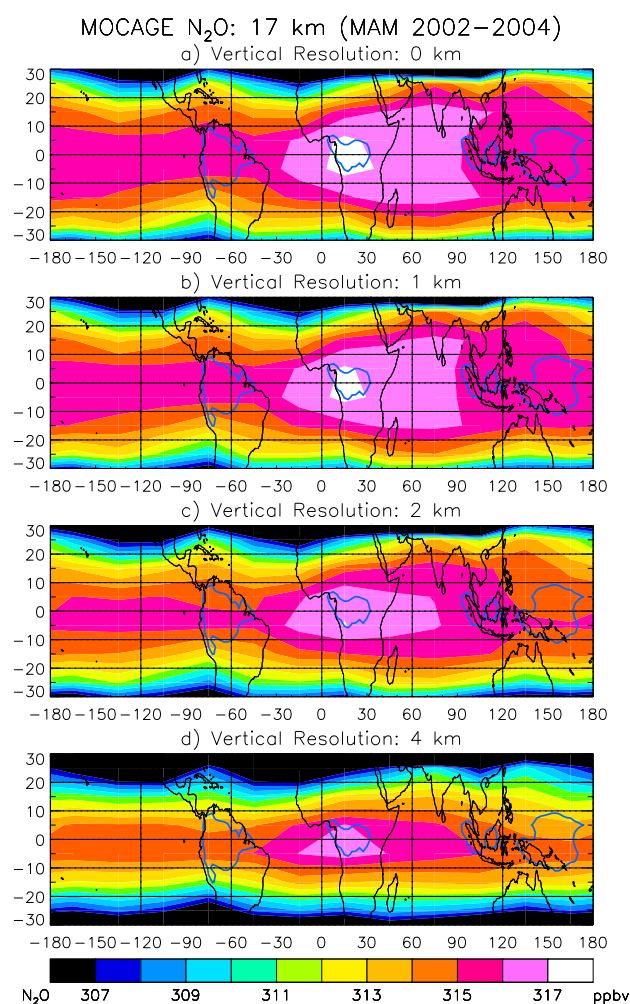 MOCAGE N₂O: 17 km (MAM 2002−2004)
a) Vertical Resolution: 0 km
30
20
10
0
−10
−20
−30
−180 −150 −120 −90 −60 −30 0 30 60 90 120 150 180
b) Vertical Resolution: 1 km
30
20
10
0
−10
−20
−30
−180 −150 −120 −90 −60 −30 0 30 60 90 120 150 180
c) Vertical Resolution: 2 km
30
20
10
0
−10
−20
−30
−180 −150 −120 −90 −60 −30 0 30 60 90 120 150 180
d) Vertical Resolution: 4 km
30
20
10
0
−10
−20
−30
−180 −150 −120 −90 −60 −30 0 30 60 90 120 150 180
N₂O 307 309 311 313 315 317 ppbv